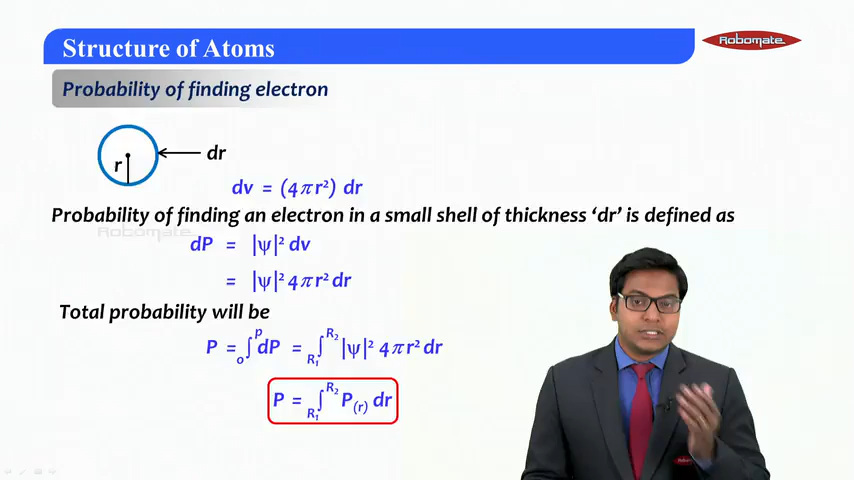 Structure of Atoms
Robomate
Probability of finding electron
r
dr
dv = (4πr²) dr
Probability of finding an electron in a small shell of thickness ‘dr’ is defined as
Robomate
dP = |ψ|² dv
= |ψ|² 4πr² dr
Total probability will be
P = ₀∫ᵖ dP = R₁∫R₂ |ψ|² 4πr² dr
P = R₁∫R₂ P(r) dr